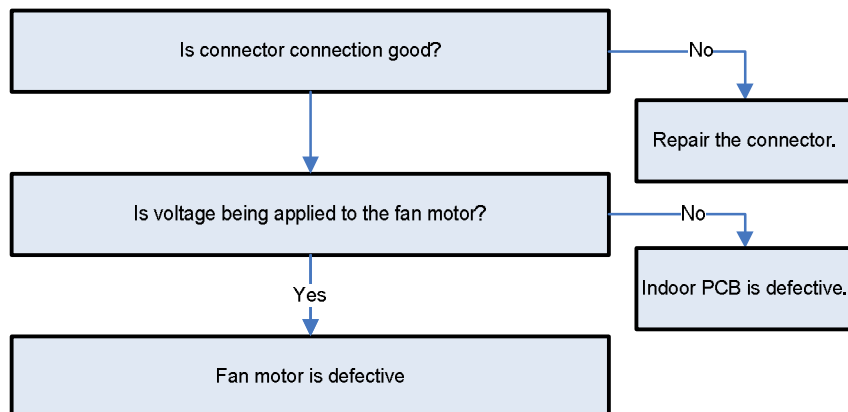 Is connector connection good?
No
Repair the connector.
Is voltage being applied to the fan motor?
No
Indoor PCB is defective.
Yes
Fan motor is defective